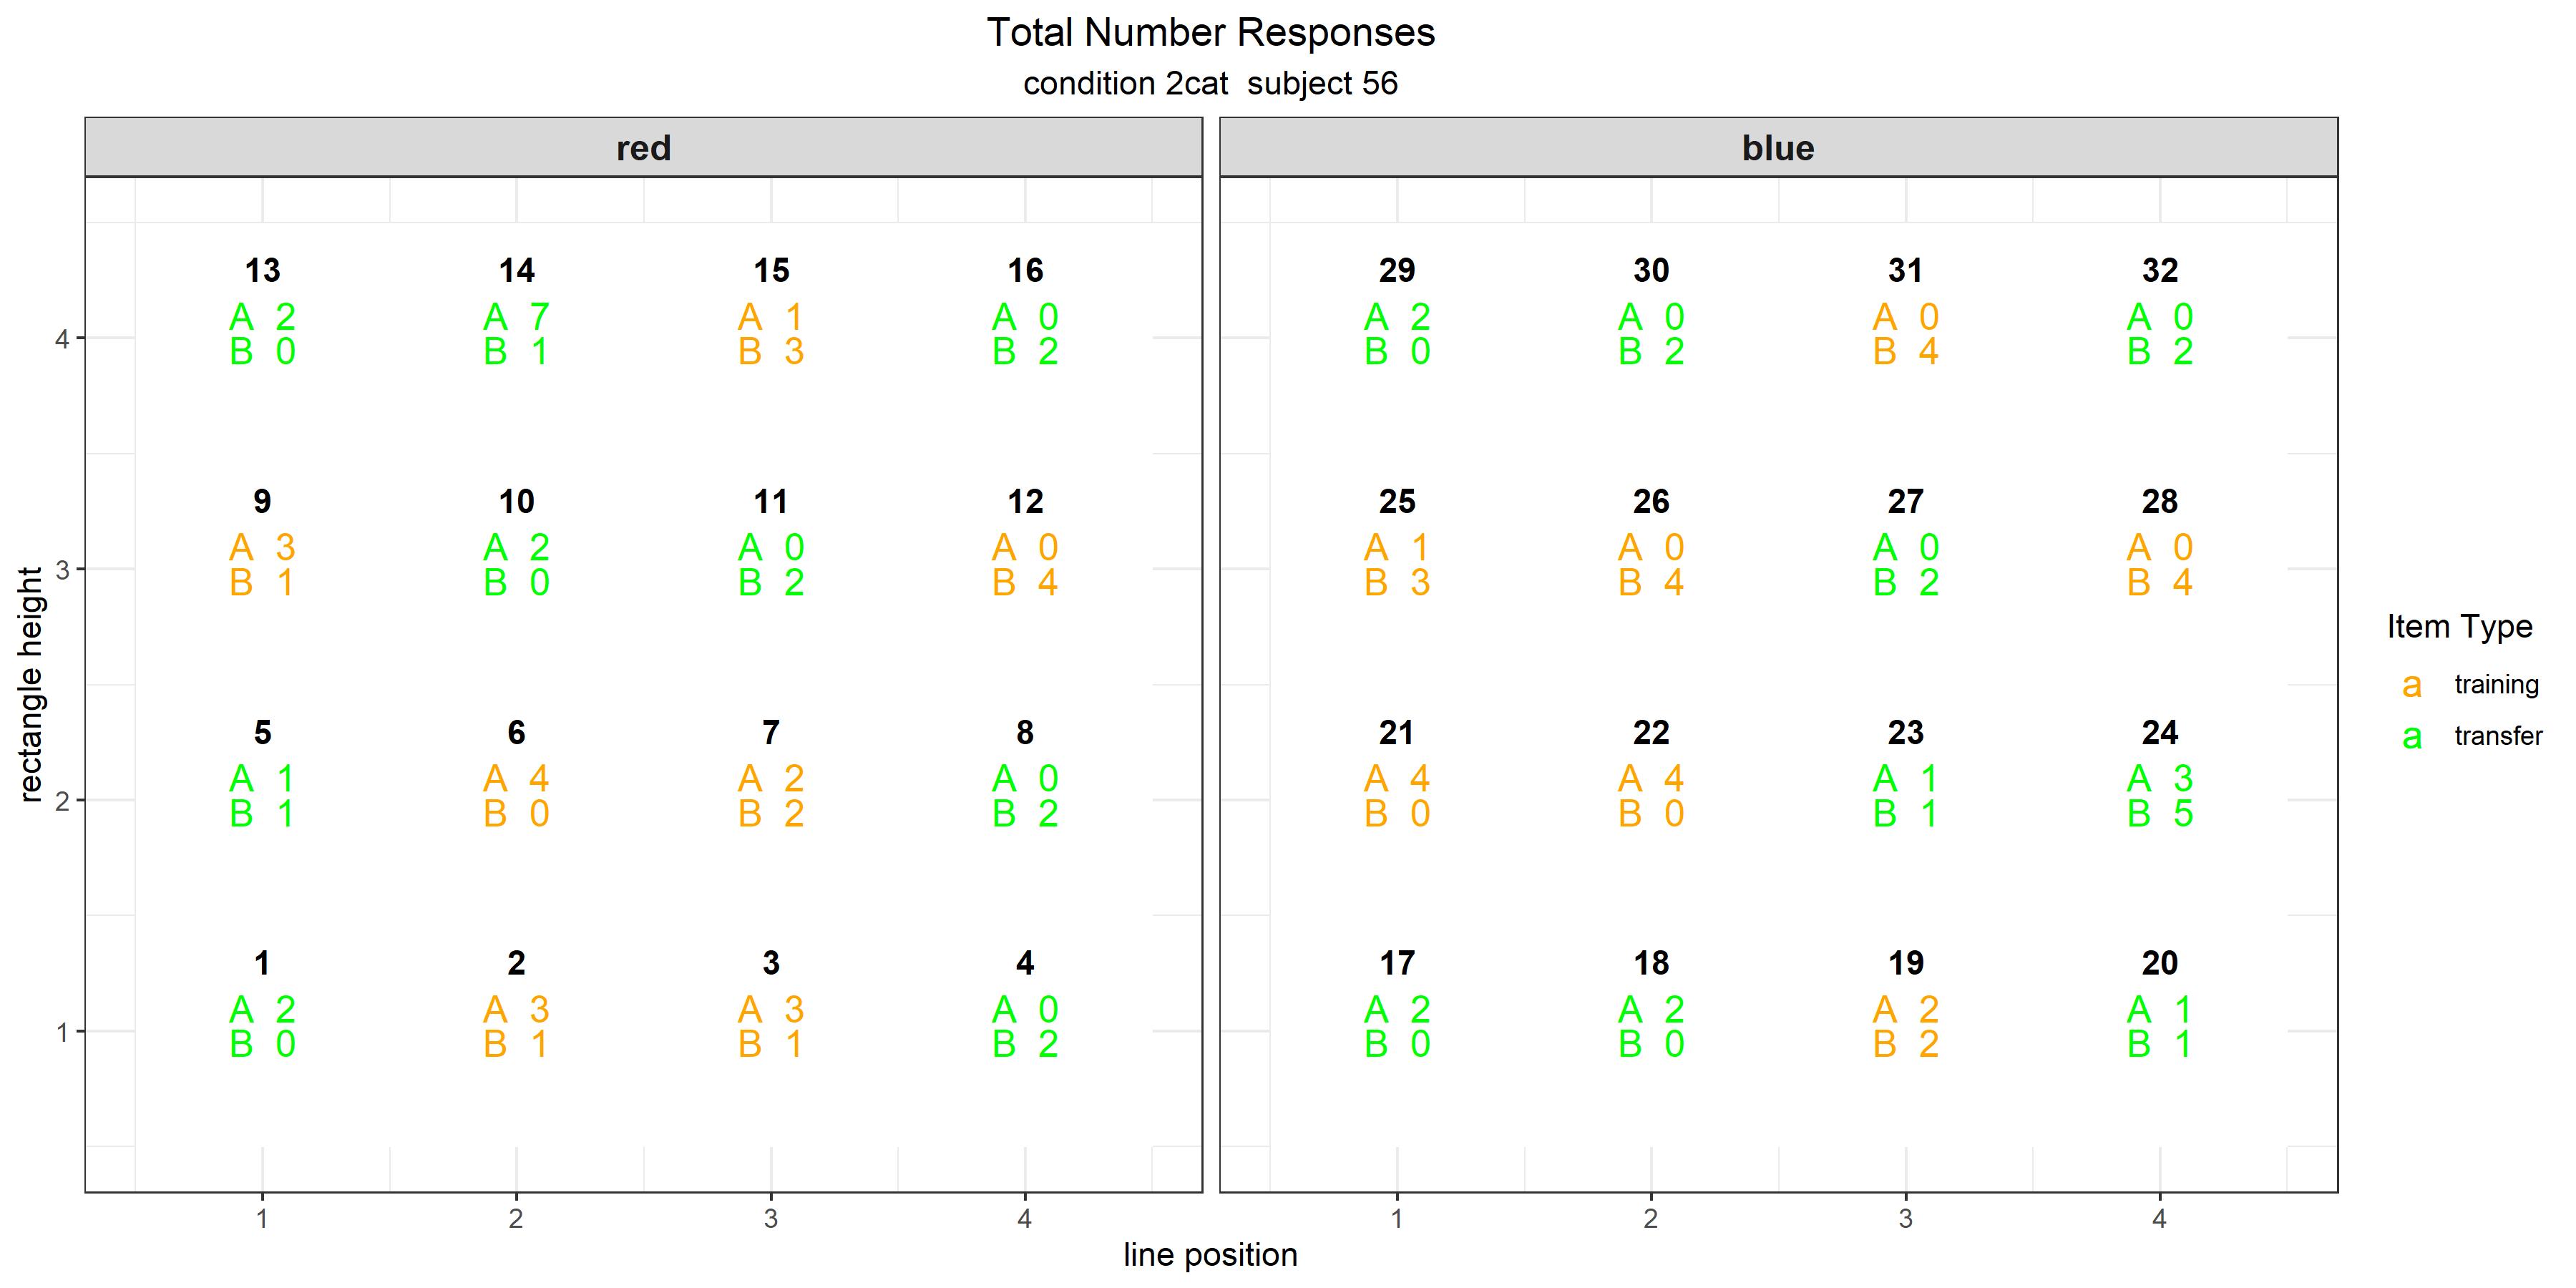 Total Number Responses
condition 2cat  subject 56
red
blue
13 14 15 16 29 30 31 32
A 2 A 7 A 1 A 0 A 2 A 0 A 0 A 0
4 B 0 B 1 B 3 B 2 B 0 B 2 B 4 B 2
9 10 11 12 25 26 27 28
A 3 A 2 A 0 A 0 A 1 A 0 A 0 A 0
3 B 1 B 0 B 2 B 4 B 3 B 4 B 2 B 4
5 6 7 8 21 22 23 24
A 1 A 4 A 2 A 0 A 4 A 4 A 1 A 3
2 B 1 B 0 B 2 B 2 B 0 B 0 B 1 B 5
1 2 3 4 17 18 19 20
A 2 A 3 A 3 A 0 A 2 A 2 A 2 A 1
1 B 0 B 1 B 1 B 2 B 0 B 0 B 2 B 1
1 2 3 4 1 2 3 4
line position
rectangle height
Item Type
a training
a transfer